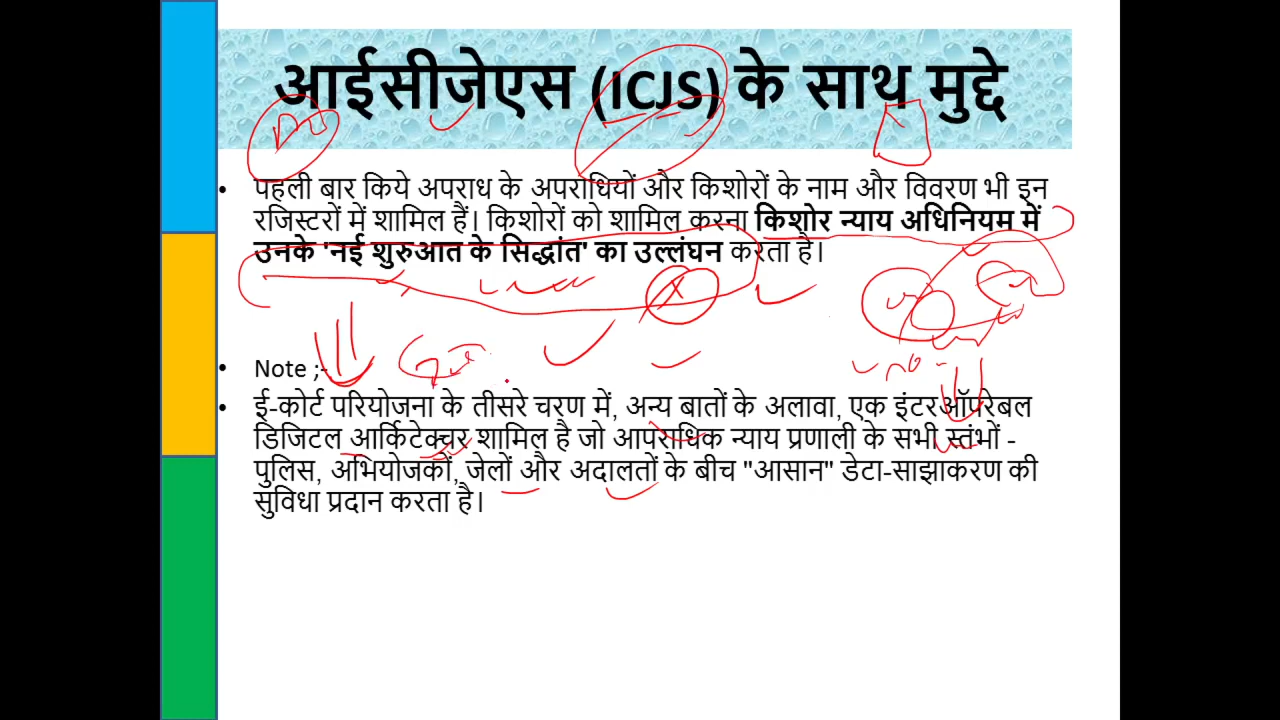 आईसीजेएस (ICJS) के साथ मुद्दे
• पहली बार किये अपराध के अपराधियों और किशोरों के नाम और विवरण भी इन
रजिस्टरों में शामिल हैं। किशोरों को शामिल करना किशोर न्याय अधिनियम में
उनके 'नई शुरुआत के सिद्धांत' का उल्लंघन करता है।
• Note ;-
• ई-कोर्ट परियोजना के तीसरे चरण में, अन्य बातों के अलावा, एक इंटरऑपरेबल
डिजिटल आर्किटेक्चर शामिल है जो आपराधिक न्याय प्रणाली के सभी स्तंभों -
पुलिस, अभियोजकों, जेलों और अदालतों के बीच "आसान" डेटा-साझाकरण की
सुविधा प्रदान करता है।